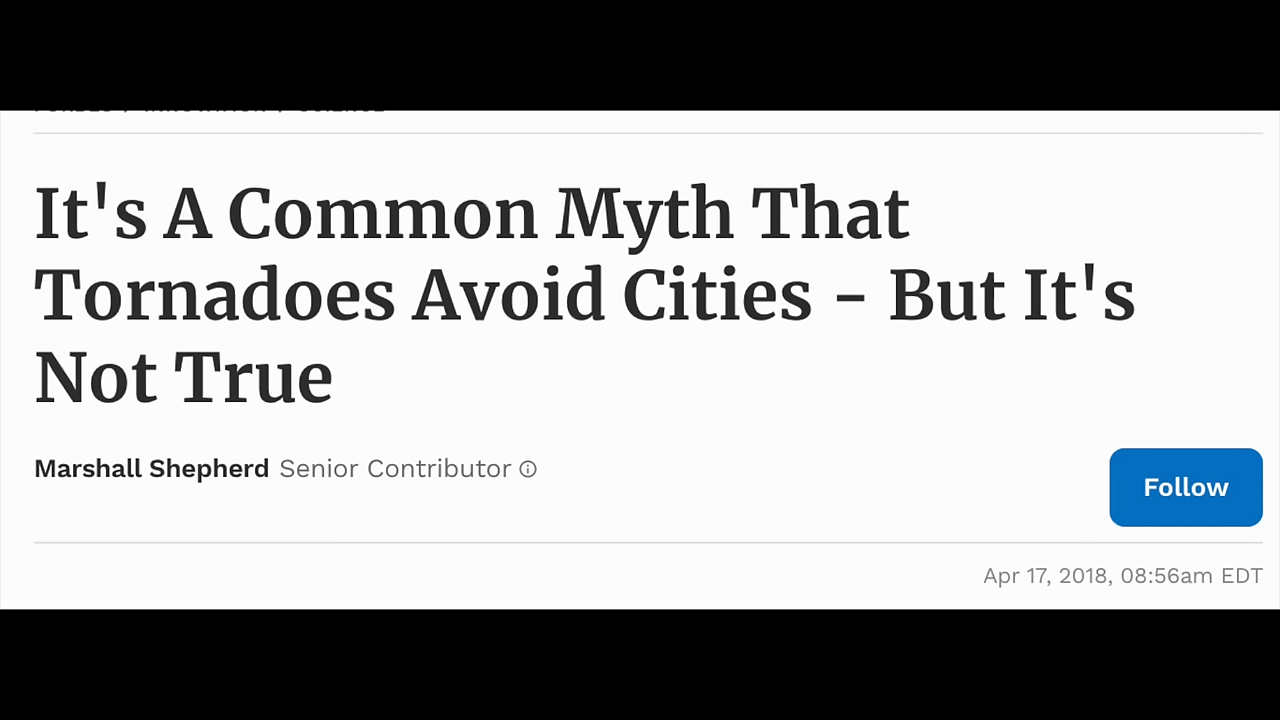 It's A Common Myth That
Tornadoes Avoid Cities - But It's
Not True
Marshall Shepherd Senior Contributor
Follow
Apr 17, 2018, 08:56am EDT